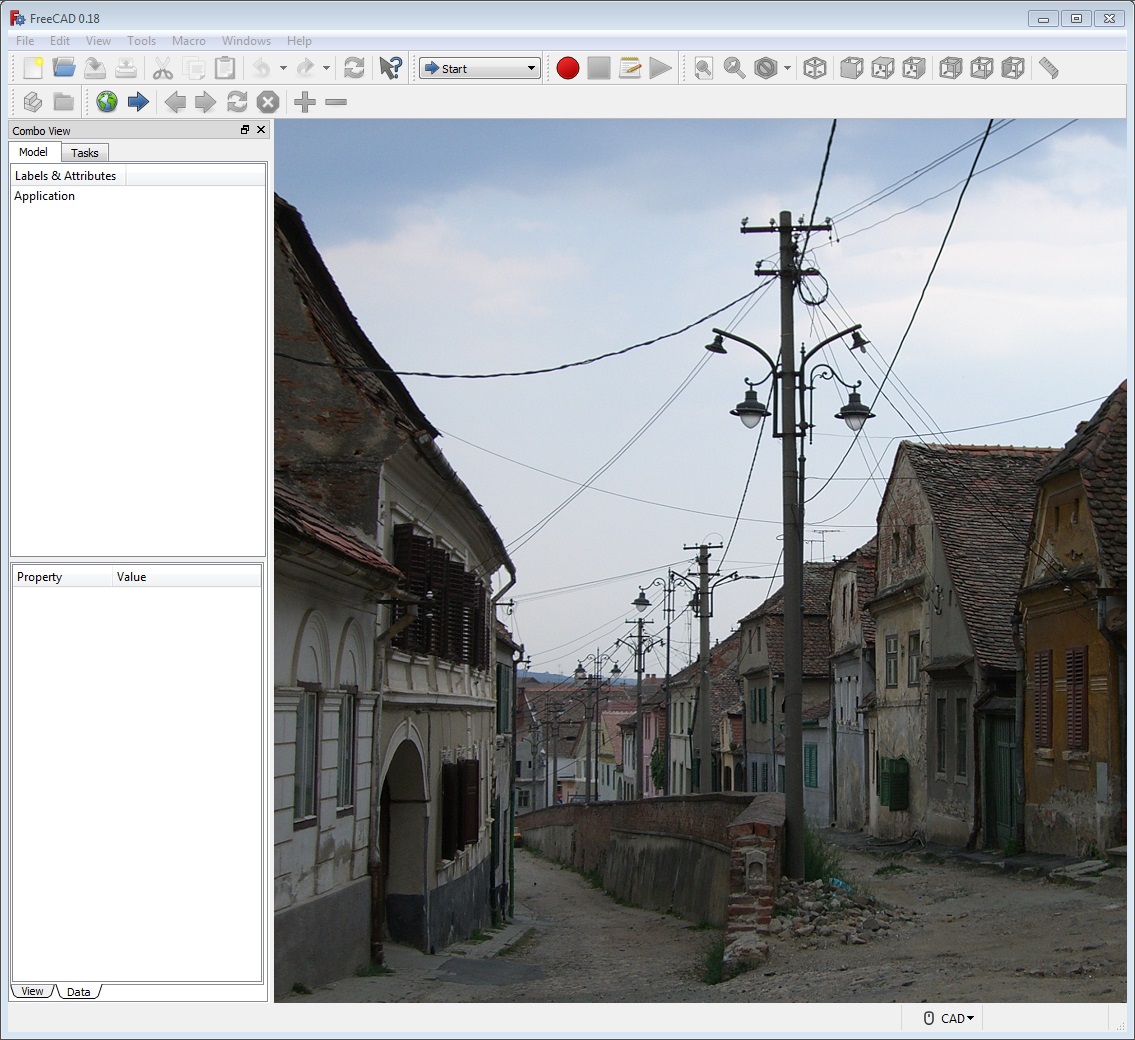 FreeCAD 0.18
File Edit View Tools Macro Windows Help
Start
Combo View
Model Tasks
Labels & Attributes
Application
Property Value
View Data
CAD